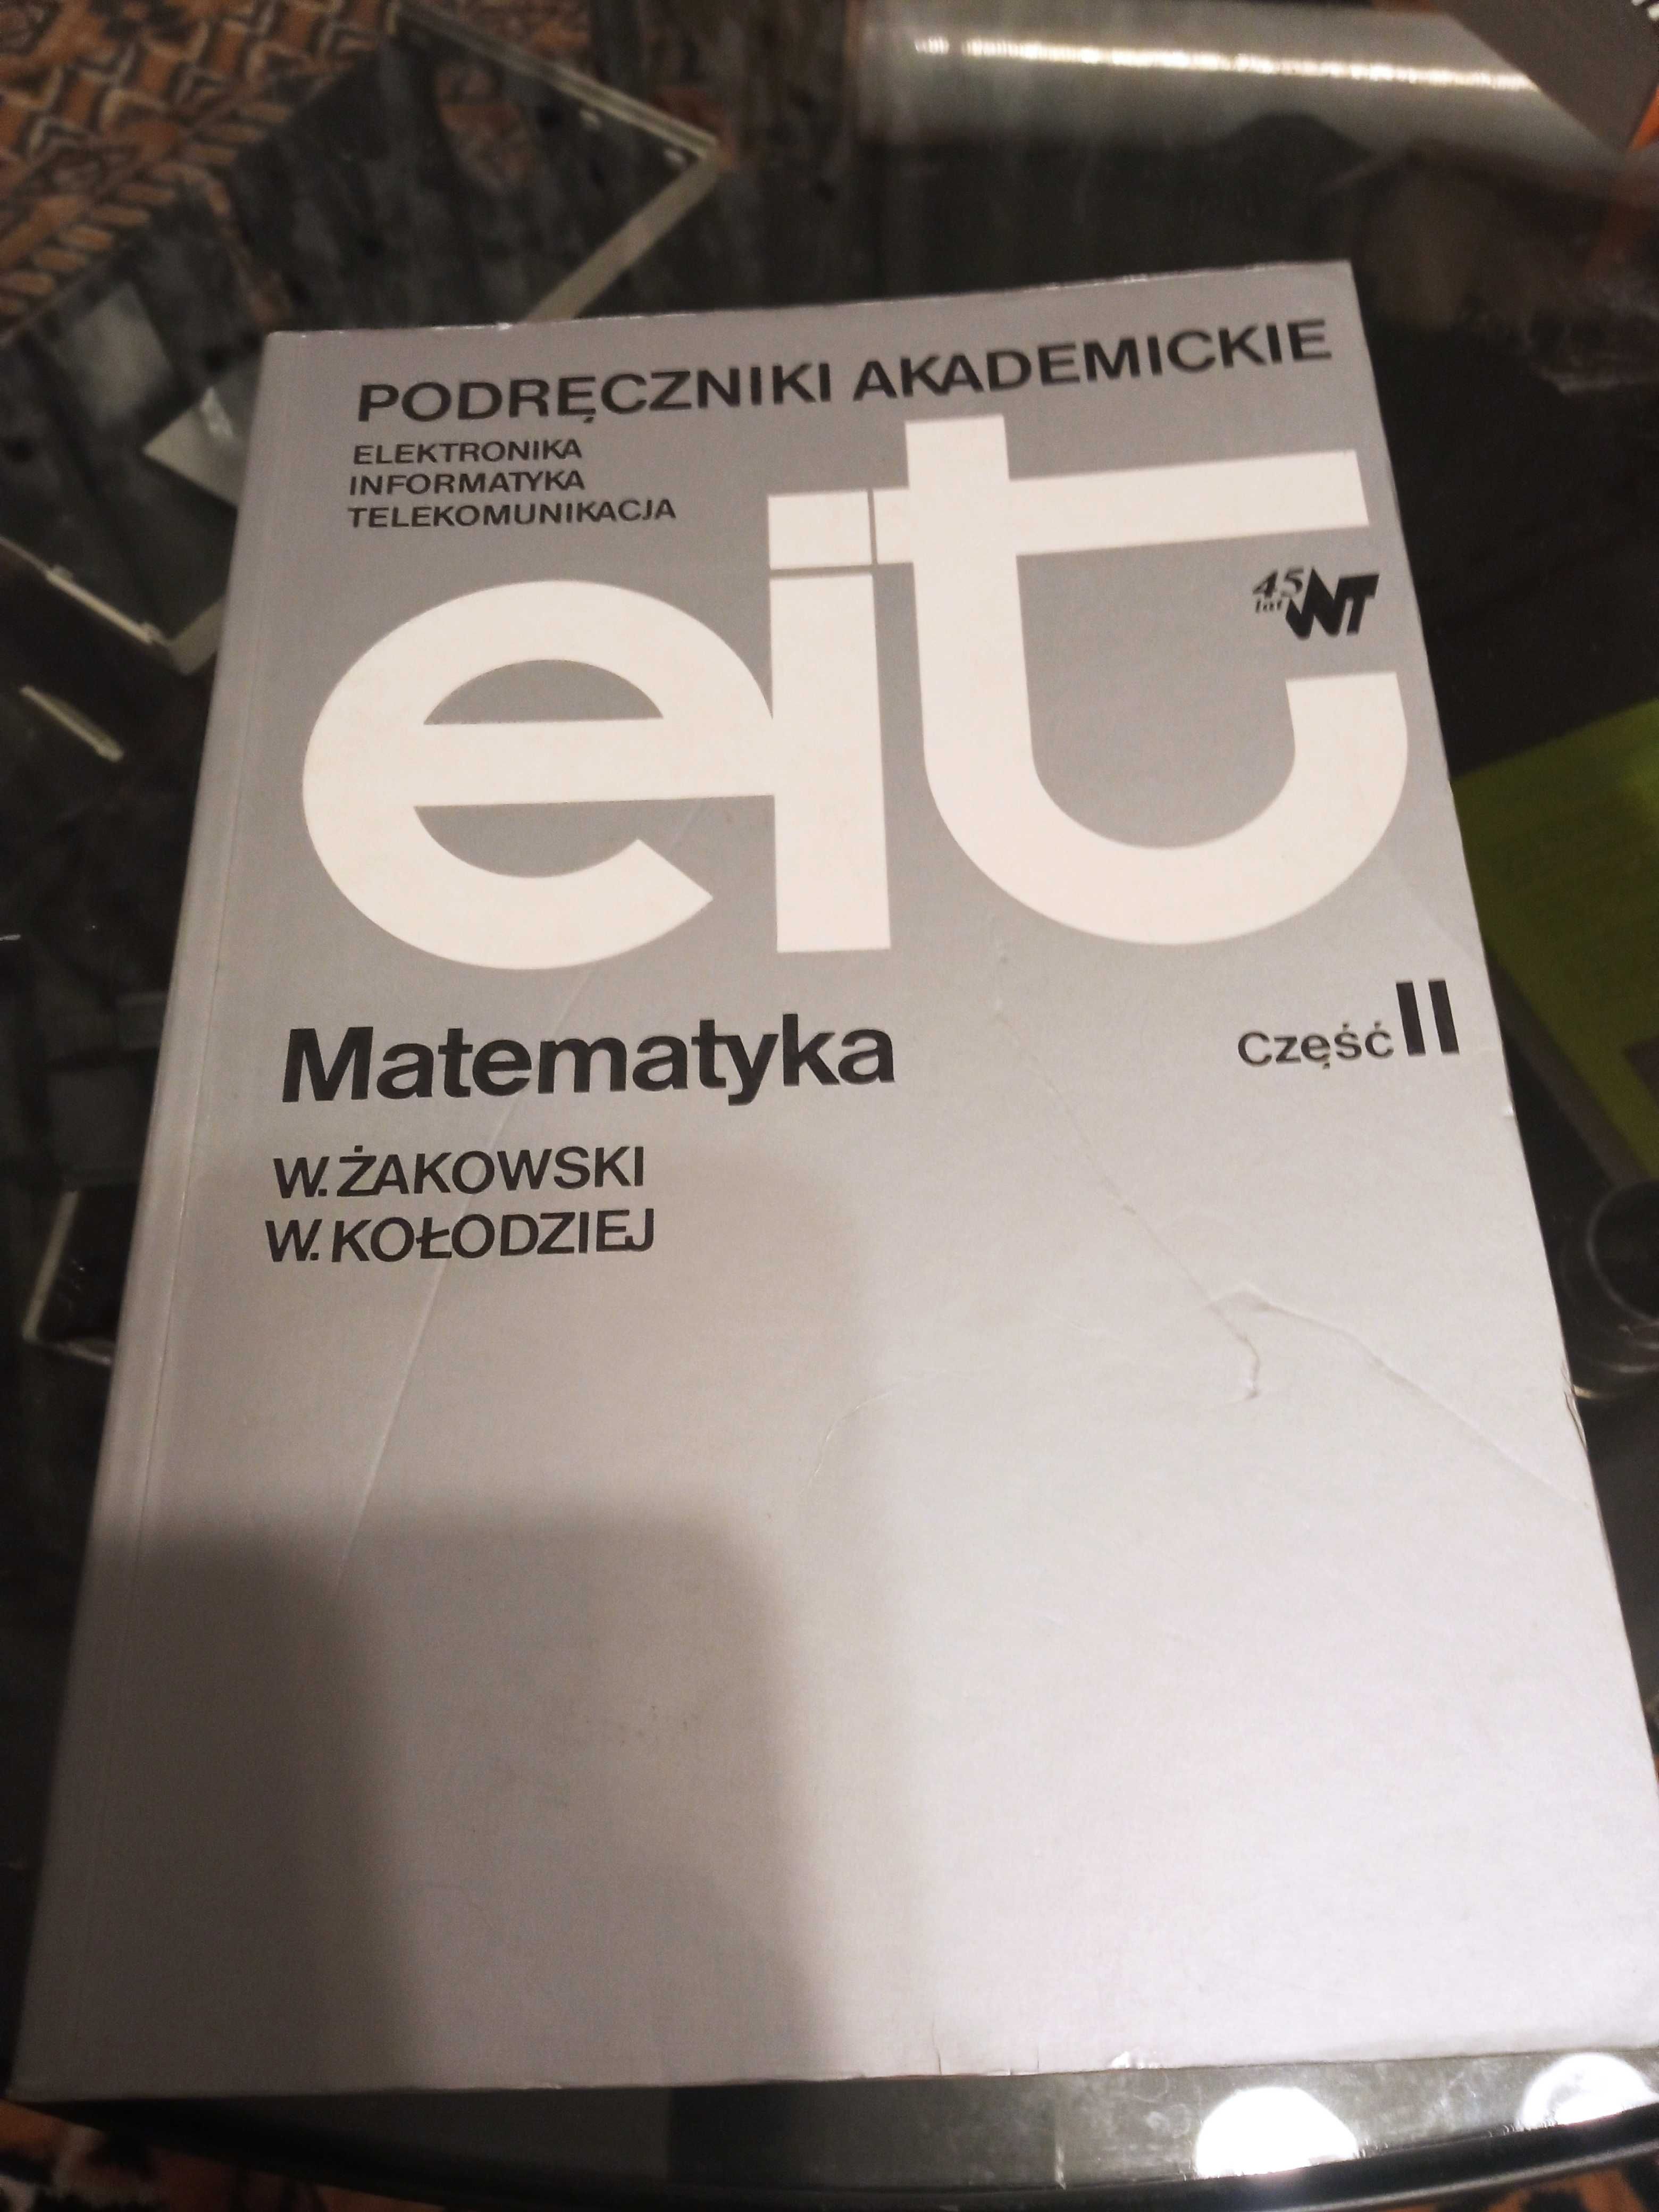 PODRĘCZNIKI AKADEMICKIE
ELEKTRONIKA
INFORMATYKA
TELEKOMUNIKACJA
eit
45 lat WNT
Matematyka
Część II
W. ŻAKOWSKI
W. KOŁODZIEJ